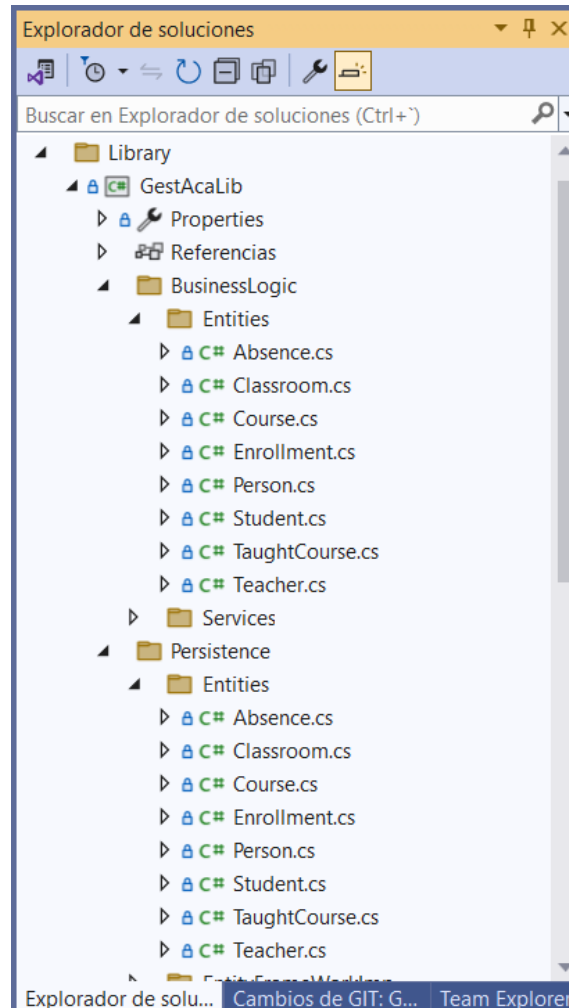 Explorador de soluciones
Buscar en Explorador de soluciones (Ctrl+`)
Library
C# GestAcaLib
Properties
Referencias
BusinessLogic
Entities
C# Absence.cs
C# Classroom.cs
C# Course.cs
C# Enrollment.cs
C# Person.cs
C# Student.cs
C# TaughtCourse.cs
C# Teacher.cs
Services
Persistence
Entities
C# Absence.cs
C# Classroom.cs
C# Course.cs
C# Enrollment.cs
C# Person.cs
C# Student.cs
C# TaughtCourse.cs
C# Teacher.cs
Explorador de solu... Cambios de GIT: G... Team Explorer